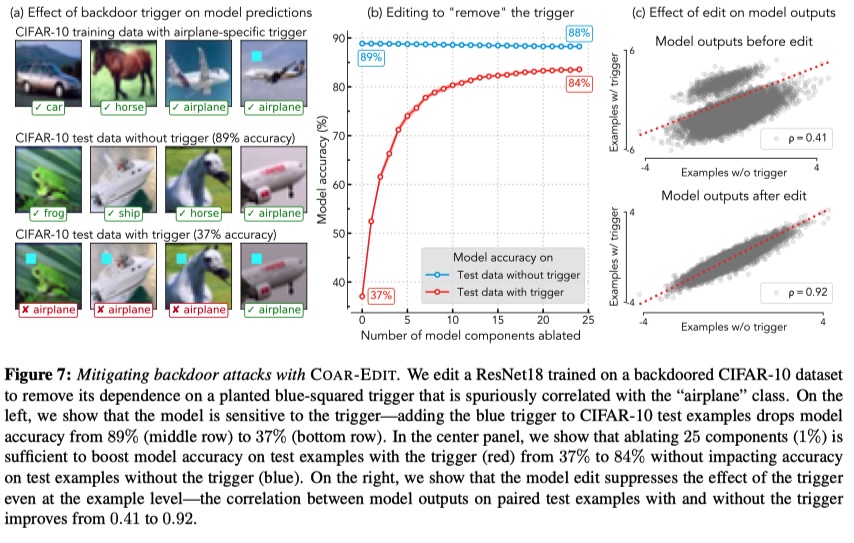 (a) Effect of backdoor trigger on model predictions
CIFAR-10 training data with airplane-specific trigger
✓ car
✓ horse
✓ airplane
✓ airplane
CIFAR-10 test data without trigger (89% accuracy)
✓ frog
✓ ship
✓ horse
✓ airplane
CIFAR-10 test data with trigger (37% accuracy)
✘ airplane
✘ airplane
✘ airplane
✓ airplane
(b) Editing to "remove" the trigger
Model accuracy (%)
90
80
70
60
50
40
89%
88%
84%
37%
Model accuracy on
Test data without trigger
Test data with trigger
0
5
10
15
20
25
Number of model components ablated
(c) Effect of edit on model outputs
Model outputs before edit
Examples w/ trigger
6
-6
ρ=0.41
-4
4
Examples w/o trigger
Model outputs after edit
Examples w/ trigger
4
-4
ρ=0.92
-4
4
Examples w/o trigger
Figure 7: Mitigating backdoor attacks with COAR-EDIT. We edit a ResNet18 trained on a backdoored CIFAR-10 dataset
to remove its dependence on a planted blue-squared trigger that is spuriously correlated with the “airplane” class. On the
left, we show that the model is sensitive to the trigger—adding the blue trigger to CIFAR-10 test examples drops model
accuracy from 89% (middle row) to 37% (bottom row). In the center panel, we show that ablating 25 components (1%) is
sufficient to boost model accuracy on test examples with the trigger (red) from 37% to 84% without impacting accuracy
on test examples without the trigger (blue). On the right, we show that the model edit suppresses the effect of the trigger
even at the example level—the correlation between model outputs on paired test examples with and without the trigger
improves from 0.41 to 0.92.